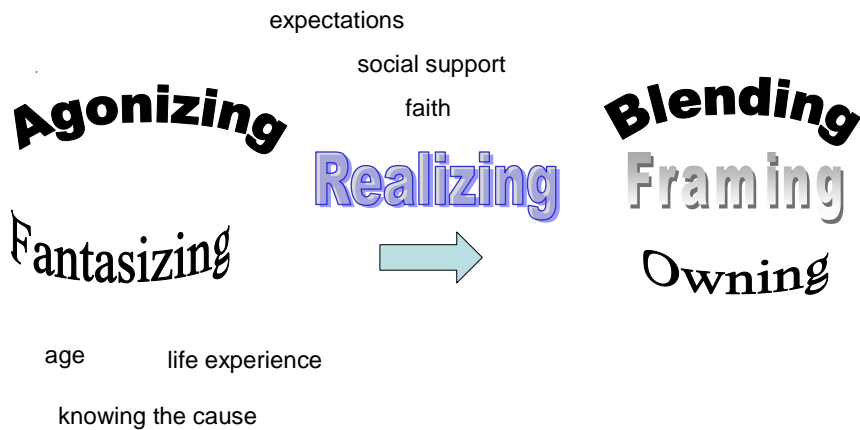 expectations
social support
faith
Agonizing
Fantasizing
Realizing
Blending
Framing
Owning
age life experience
knowing the cause